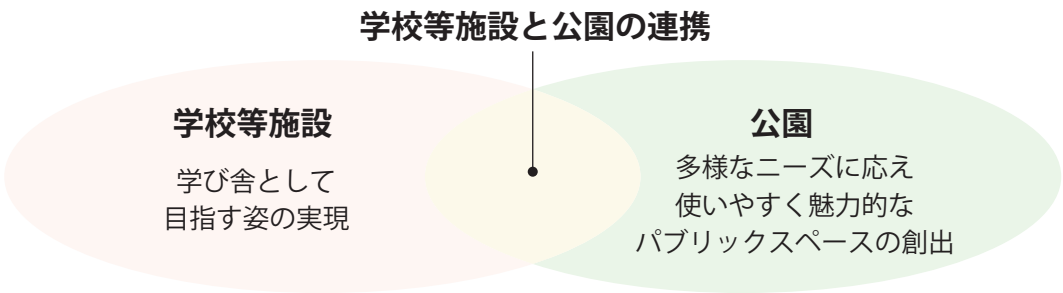 学校等施設と公園の連携
学校等施設
学び舎として
目指す姿の実現
公園
多様なニーズに応え
使いやすく魅力的な
パブリックスペースの創出